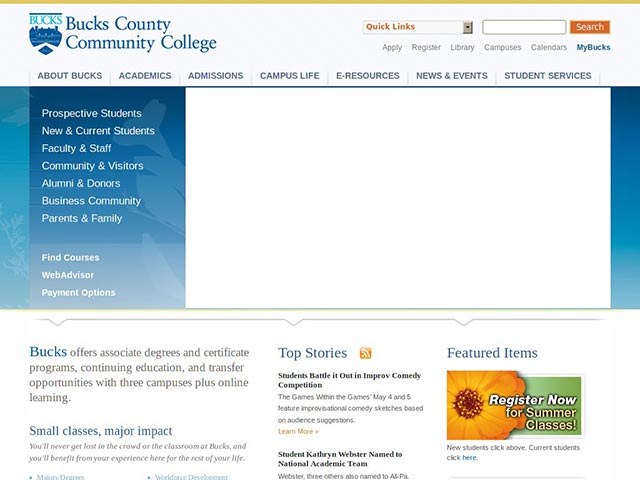 BUCKS
Bucks County
Community College
Quick Links
Search
Apply Register Library Campuses Calendars MyBucks
ABOUT BUCKS ACADEMICS ADMISSIONS CAMPUS LIFE E-RESOURCES NEWS & EVENTS STUDENT SERVICES
Prospective Students
New & Current Students
Faculty & Staff
Community & Visitors
Alumni & Donors
Business Community
Parents & Family
Find Courses
WebAdvisor
Payment Options
Bucks offers associate degrees and certificate
programs, continuing education, and transfer
opportunities with three campuses plus online
learning.
Small classes, major impact
You'll never get lost in the crowd or the classroom at Bucks, and
you'll benefit from your experience here for the rest of your life.
Majors/Degrees
Workforce Development
Top Stories
Students Battle it Out in Improv Comedy
Competition
The Games Within the Games' May 4 and 5
feature improvisational comedy sketches based
on audience suggestions.
Learn More »
Student Kathryn Webster Named to
National Academic Team
Webster, three others also named to All-Pa.
Featured Items
Register Now
for Summer
Classes!
New students click above. Current students
click here.